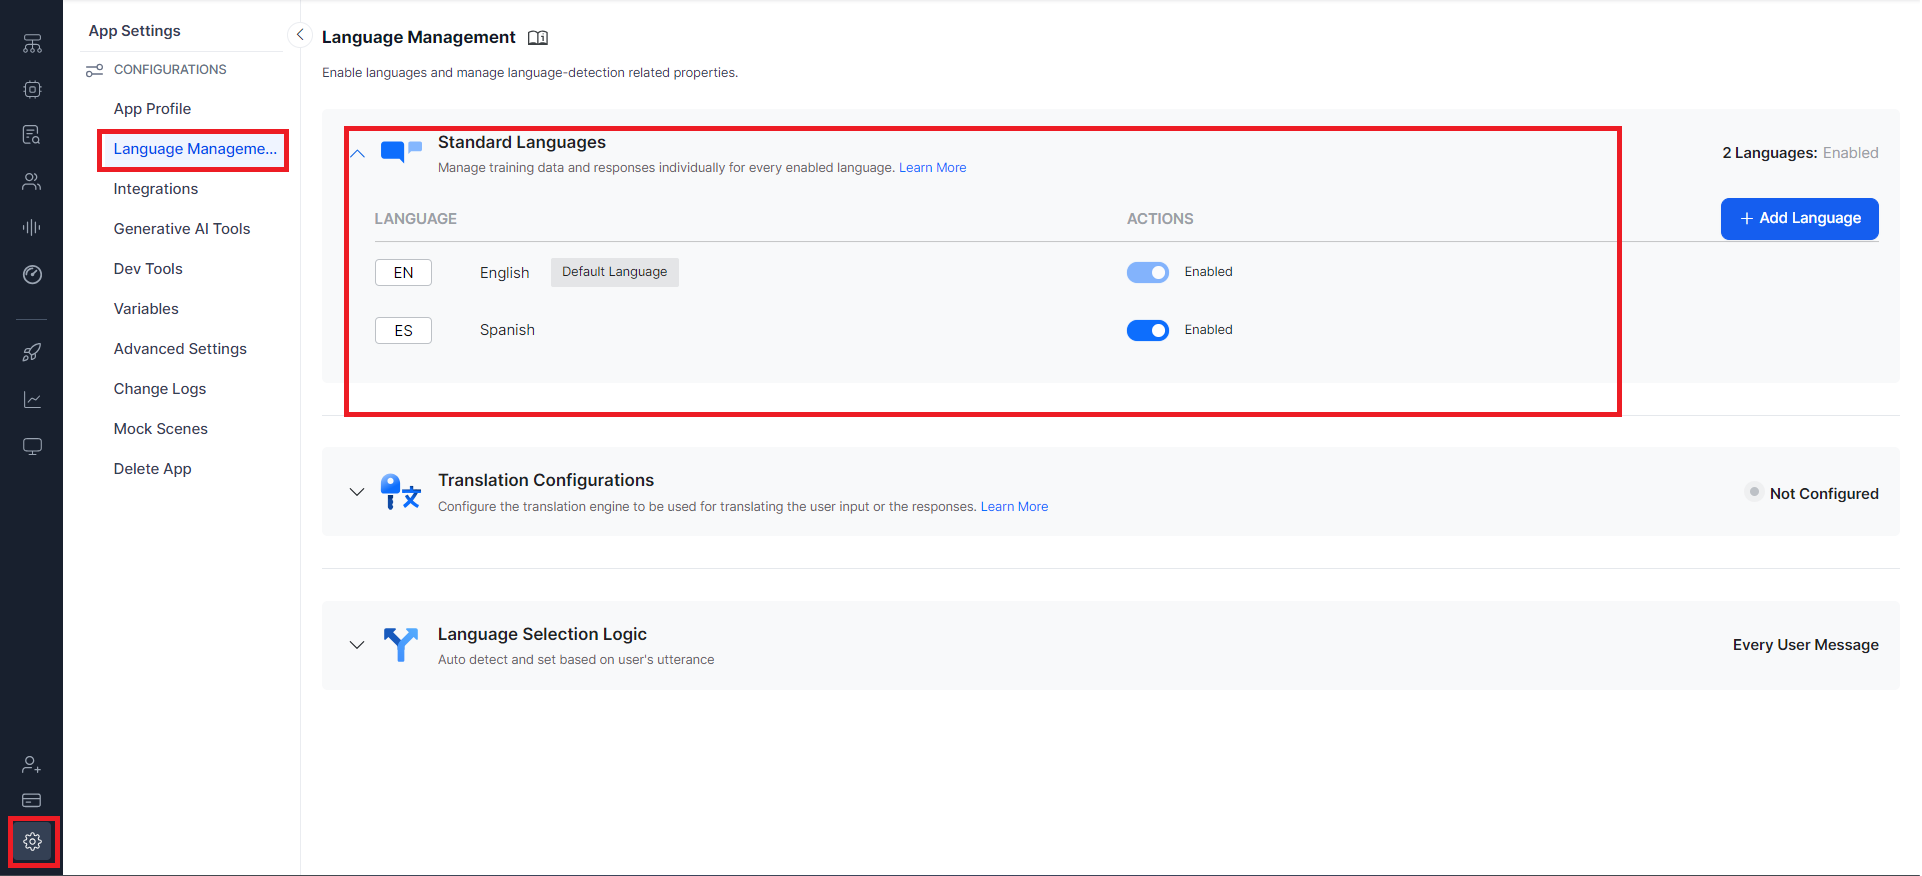 App Settings
CONFIGURATIONS
App Profile
Language Manageme...
Integrations
Generative AI Tools
Dev Tools
Variables
Advanced Settings
Change Logs
Mock Scenes
Delete App
Language Management
Enable languages and manage language-detection related properties.
Standard Languages
Manage training data and responses individually for every enabled language. Learn More
2 Languages: Enabled
LANGUAGE ACTIONS
+ Add Language
EN English Default Language Enabled
ES Spanish Enabled
Translation Configurations
Configure the translation engine to be used for translating the user input or the responses. Learn More
Not Configured
Language Selection Logic
Auto detect and set based on user's utterance
Every User Message